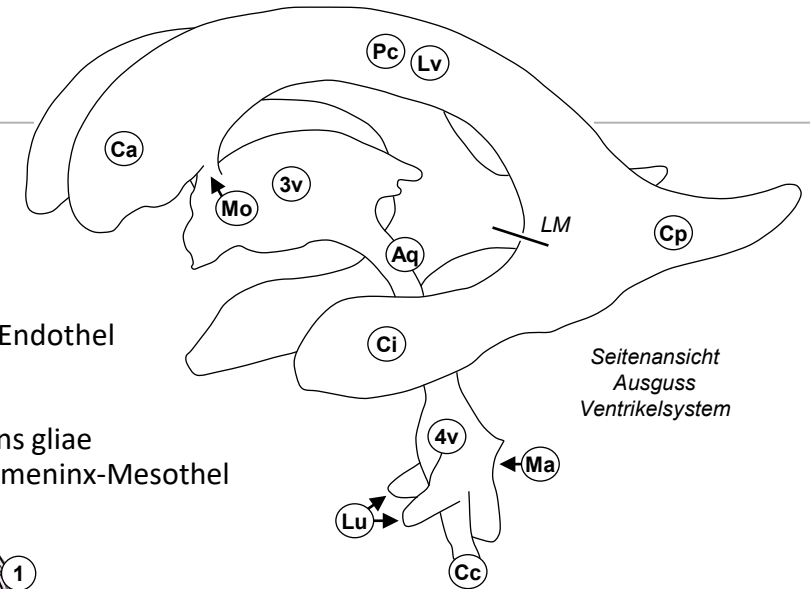 Pc
Lv
Ca
3v
Mo
LM
Cp
Aq
Endothel
Ci
Seitenansicht
Ausguss
Ventrikelsystem
ns gliae
4v
meninx-Mesothel
Ma
Lu
1
Cc